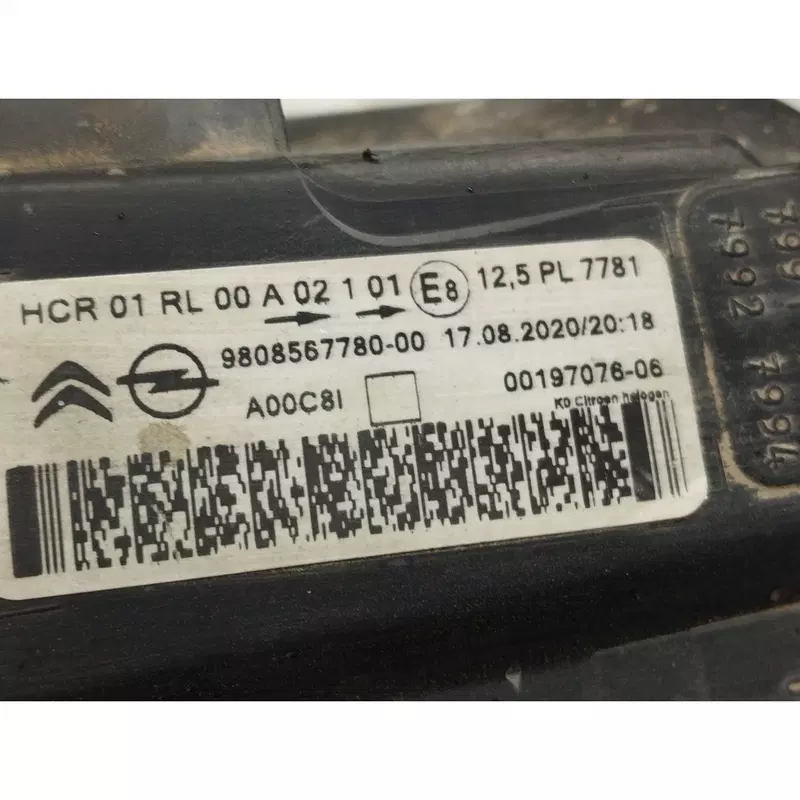 HCR 01 RL 00 A 02 1 01 E8 12,5 PL 7781
9808567780-00 17.08.2020/20:18
A00C8I 00197076-06
K0 Citroen halogen
7991
7992 7994